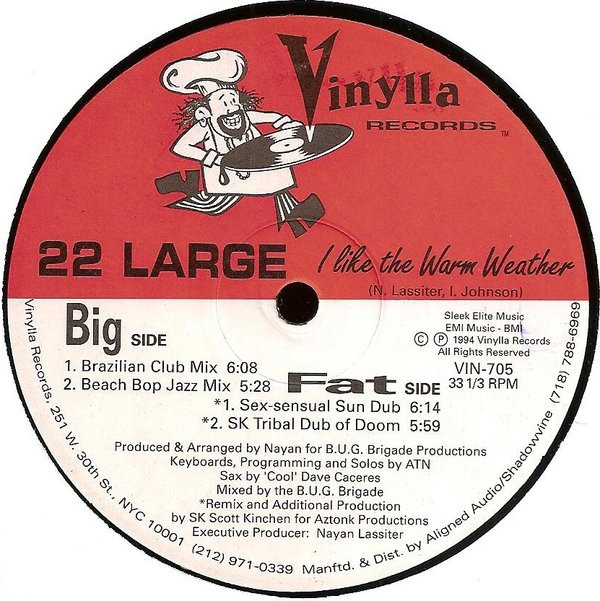 Vinylla
RECORDS™
22 LARGE
I like the Warm Weather
(N. Lassiter, I. Johnson)
Big SIDE
1. Brazilian Club Mix 6:08
2. Beach Bop Jazz Mix 5:28
Sleek Elite Music
EMI Music - BMI
© ℗ 1994 Vinylla Records
All Rights Reserved
VIN-705
33 1/3 RPM
Fat SIDE
*1. Sex-sensual Sun Dub 6:14
*2. SK Tribal Dub of Doom 5:59
Produced & Arranged by Nayan for B.U.G. Brigade Productions
Keyboards, Programming and Solos by ATN
Sax by 'Cool' Dave Caceres
Mixed by the B.U.G. Brigade
*Remix and Additional Production
by SK Scott Kinchen for Aztonk Productions
Executive Producer: Nayan Lassiter
Vinylla Records, 251 W. 30th St., NYC 10001 (212) 971-0339 Manftd. & Dist. by Aligned Audio/Shadowvine (718) 788-6969